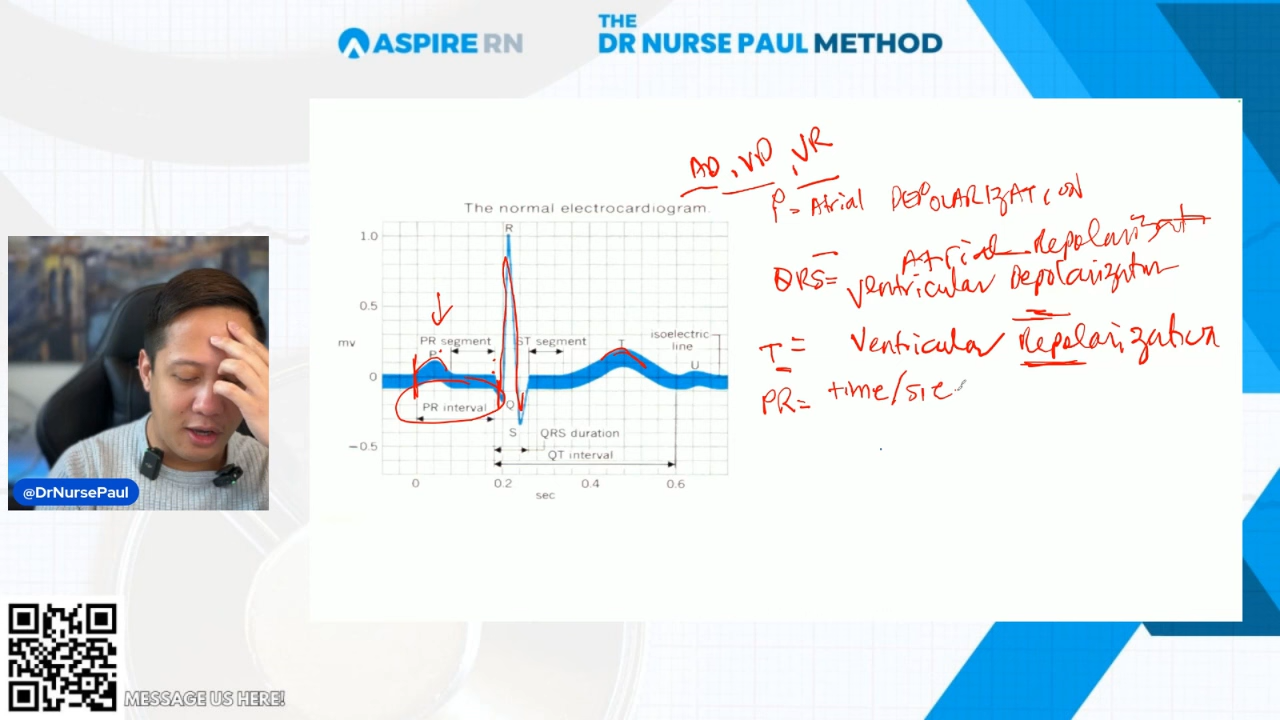 ASPIRE RN
THE
DR NURSE PAUL METHOD
AD, VD, VR
P = Atrial DEPOLARIZATION
Atrial Repolarizat
QRS = ventricular Depolarization
T = Ventricular Repolarization
PR = time/size
The normal electrocardiogram.
R
1.0
0.5
mv
0
−0.5
PR segment
P
ST segment
T
isoelectric
line
U
PR interval
Q
S
QRS duration
QT interval
0 0.2 0.4 0.6
sec
@DrNursePaul
MESSAGE US HERE!